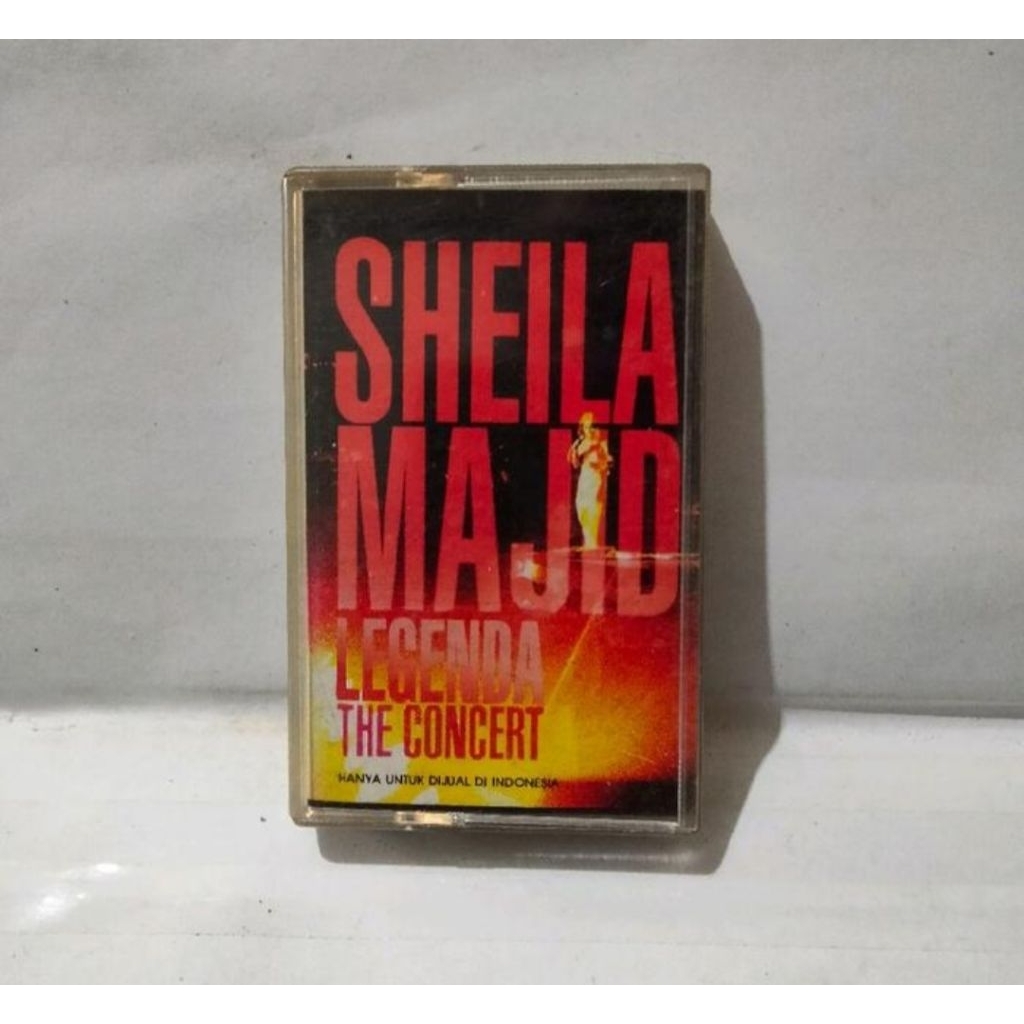 SHEILA
MAJID
LEGENDA
THE CONCERT
HANYA UNTUK DIJUAL DI INDONESIA